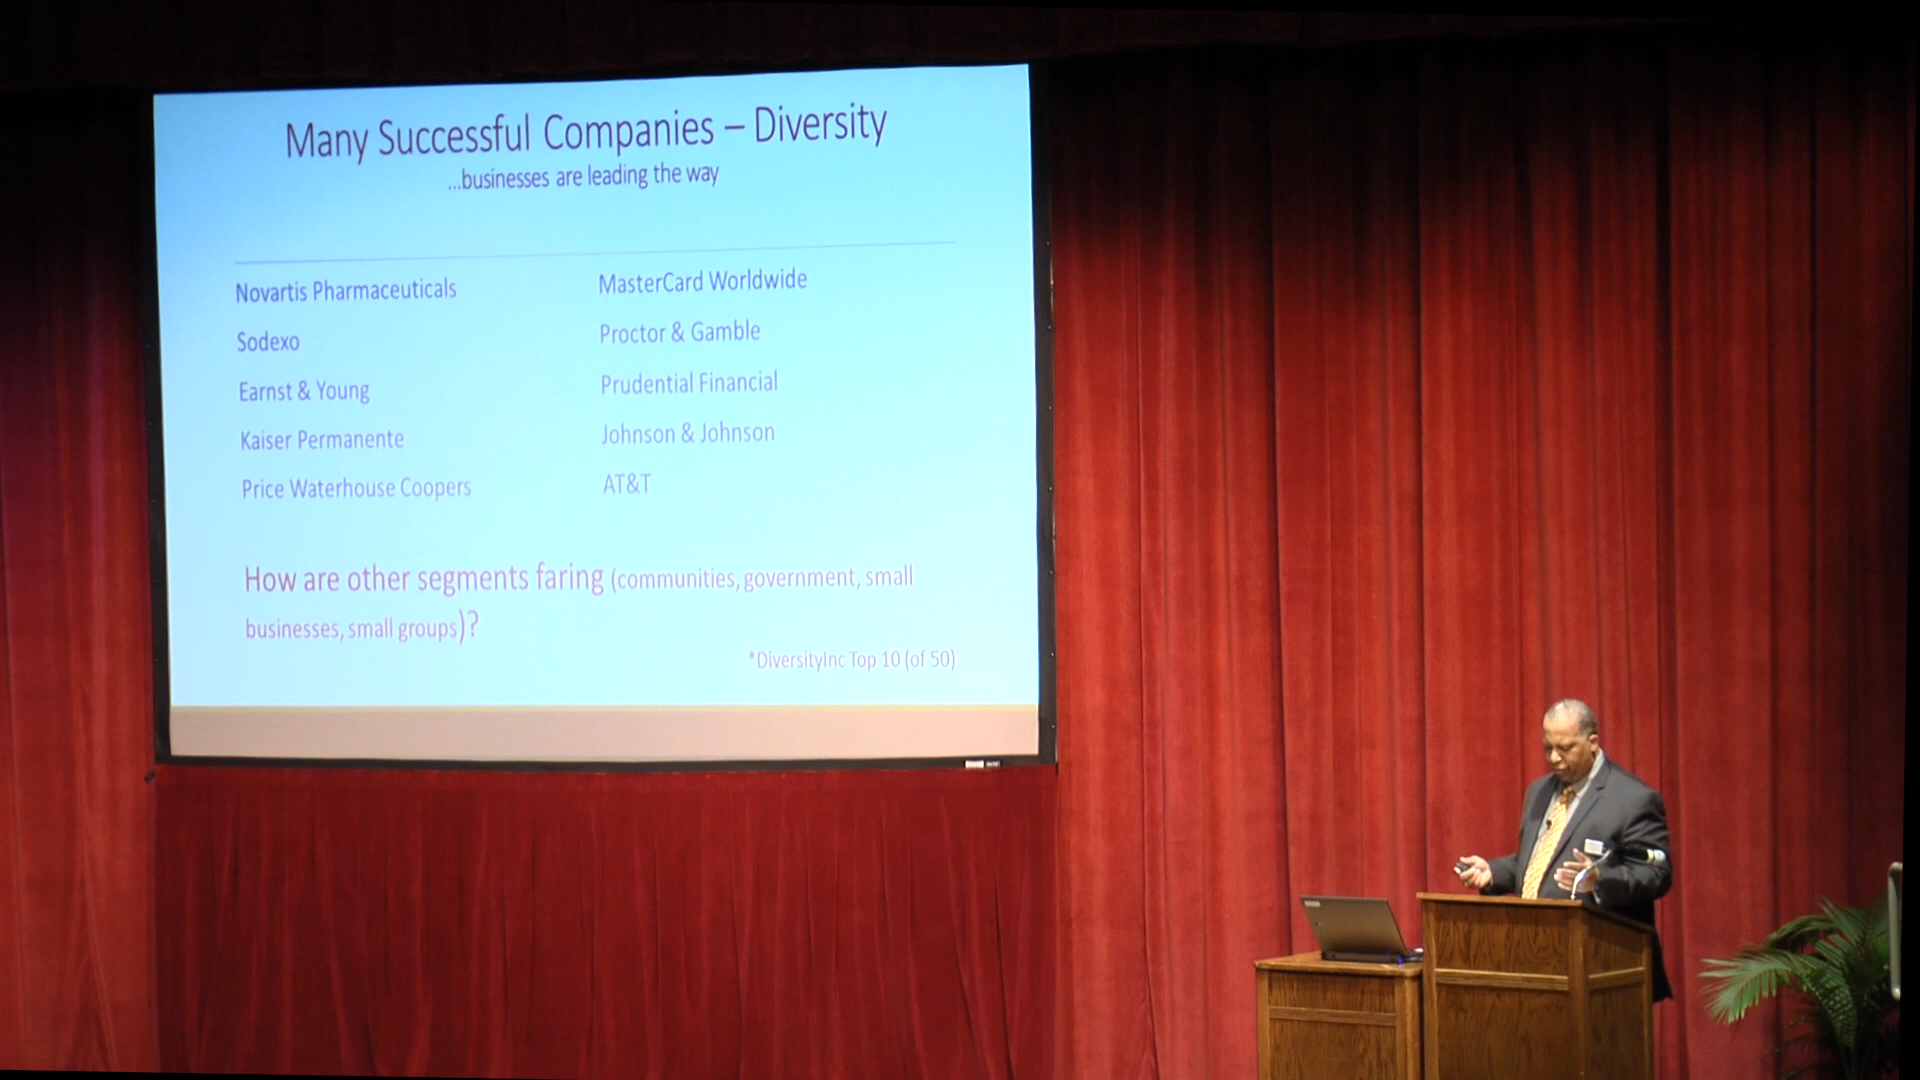 Many Successful Companies – Diversity
...businesses are leading the way
Novartis Pharmaceuticals
Sodexo
Earnst & Young
Kaiser Permanente
Price Waterhouse Coopers
MasterCard Worldwide
Proctor & Gamble
Prudential Financial
Johnson & Johnson
AT&T
How are other segments faring (communities, government, small
businesses, small groups)?
*DiversityInc Top 10 (of 50)